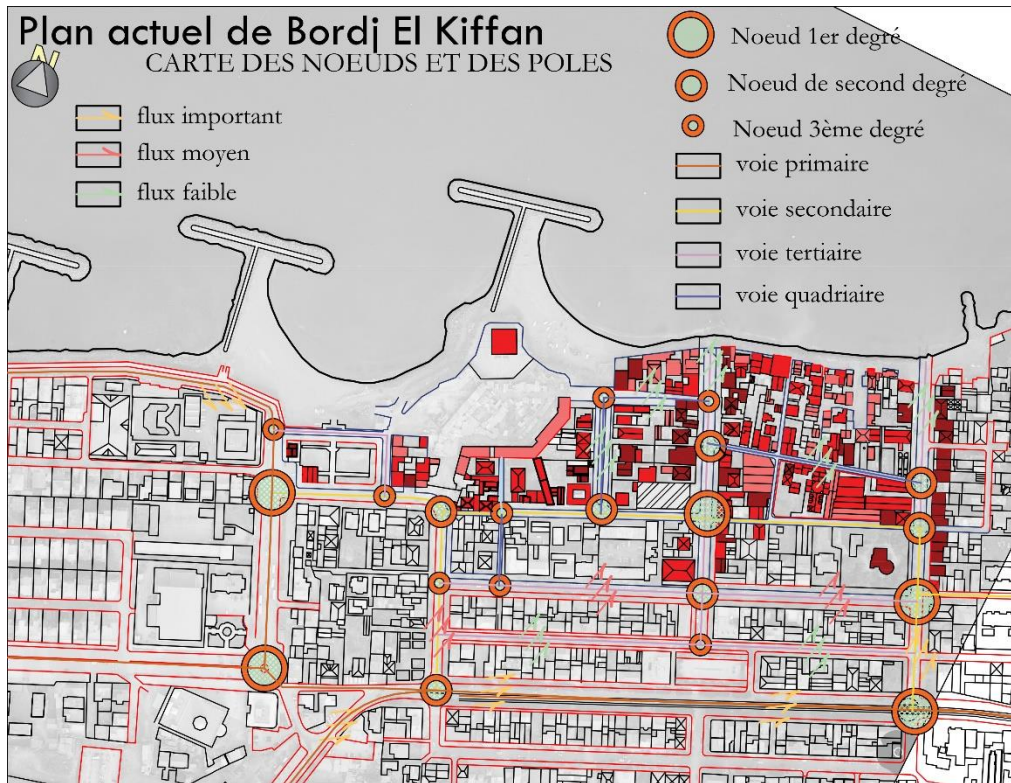 Plan actuel de Bordj El Kiffan
CARTE DES NOEUDS ET DES POLES
N
flux important
flux moyen
flux faible
Noeud 1er degré
Noeud de second degré
Noeud 3ème degré
voie primaire
voie secondaire
voie tertiaire
voie quadriaire